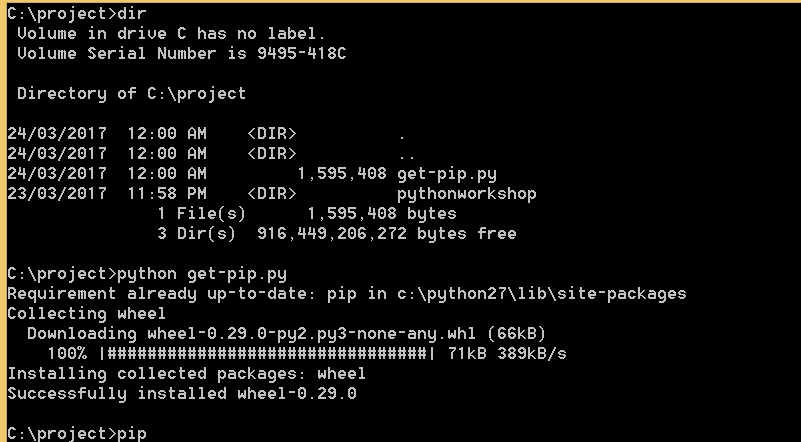 C:\project>dir
Volume in drive C has no label.
Volume Serial Number is 9495-418C
Directory of C:\project
24/03/2017  12:00 AM    <DIR>          .
24/03/2017  12:00 AM    <DIR>          ..
24/03/2017  12:00 AM         1,595,408 get-pip.py
23/03/2017  11:58 PM    <DIR>          pythonworkshop
1 File(s)      1,595,408 bytes
3 Dir(s)  916,449,206,272 bytes free
C:\project>python get-pip.py
Requirement already up-to-date: pip in c:\python27\lib\site-packages
Collecting wheel
Downloading wheel-0.29.0-py2.py3-none-any.whl (66kB)
100% |################################| 71kB 389kB/s
Installing collected packages: wheel
Successfully installed wheel-0.29.0
C:\project>pip